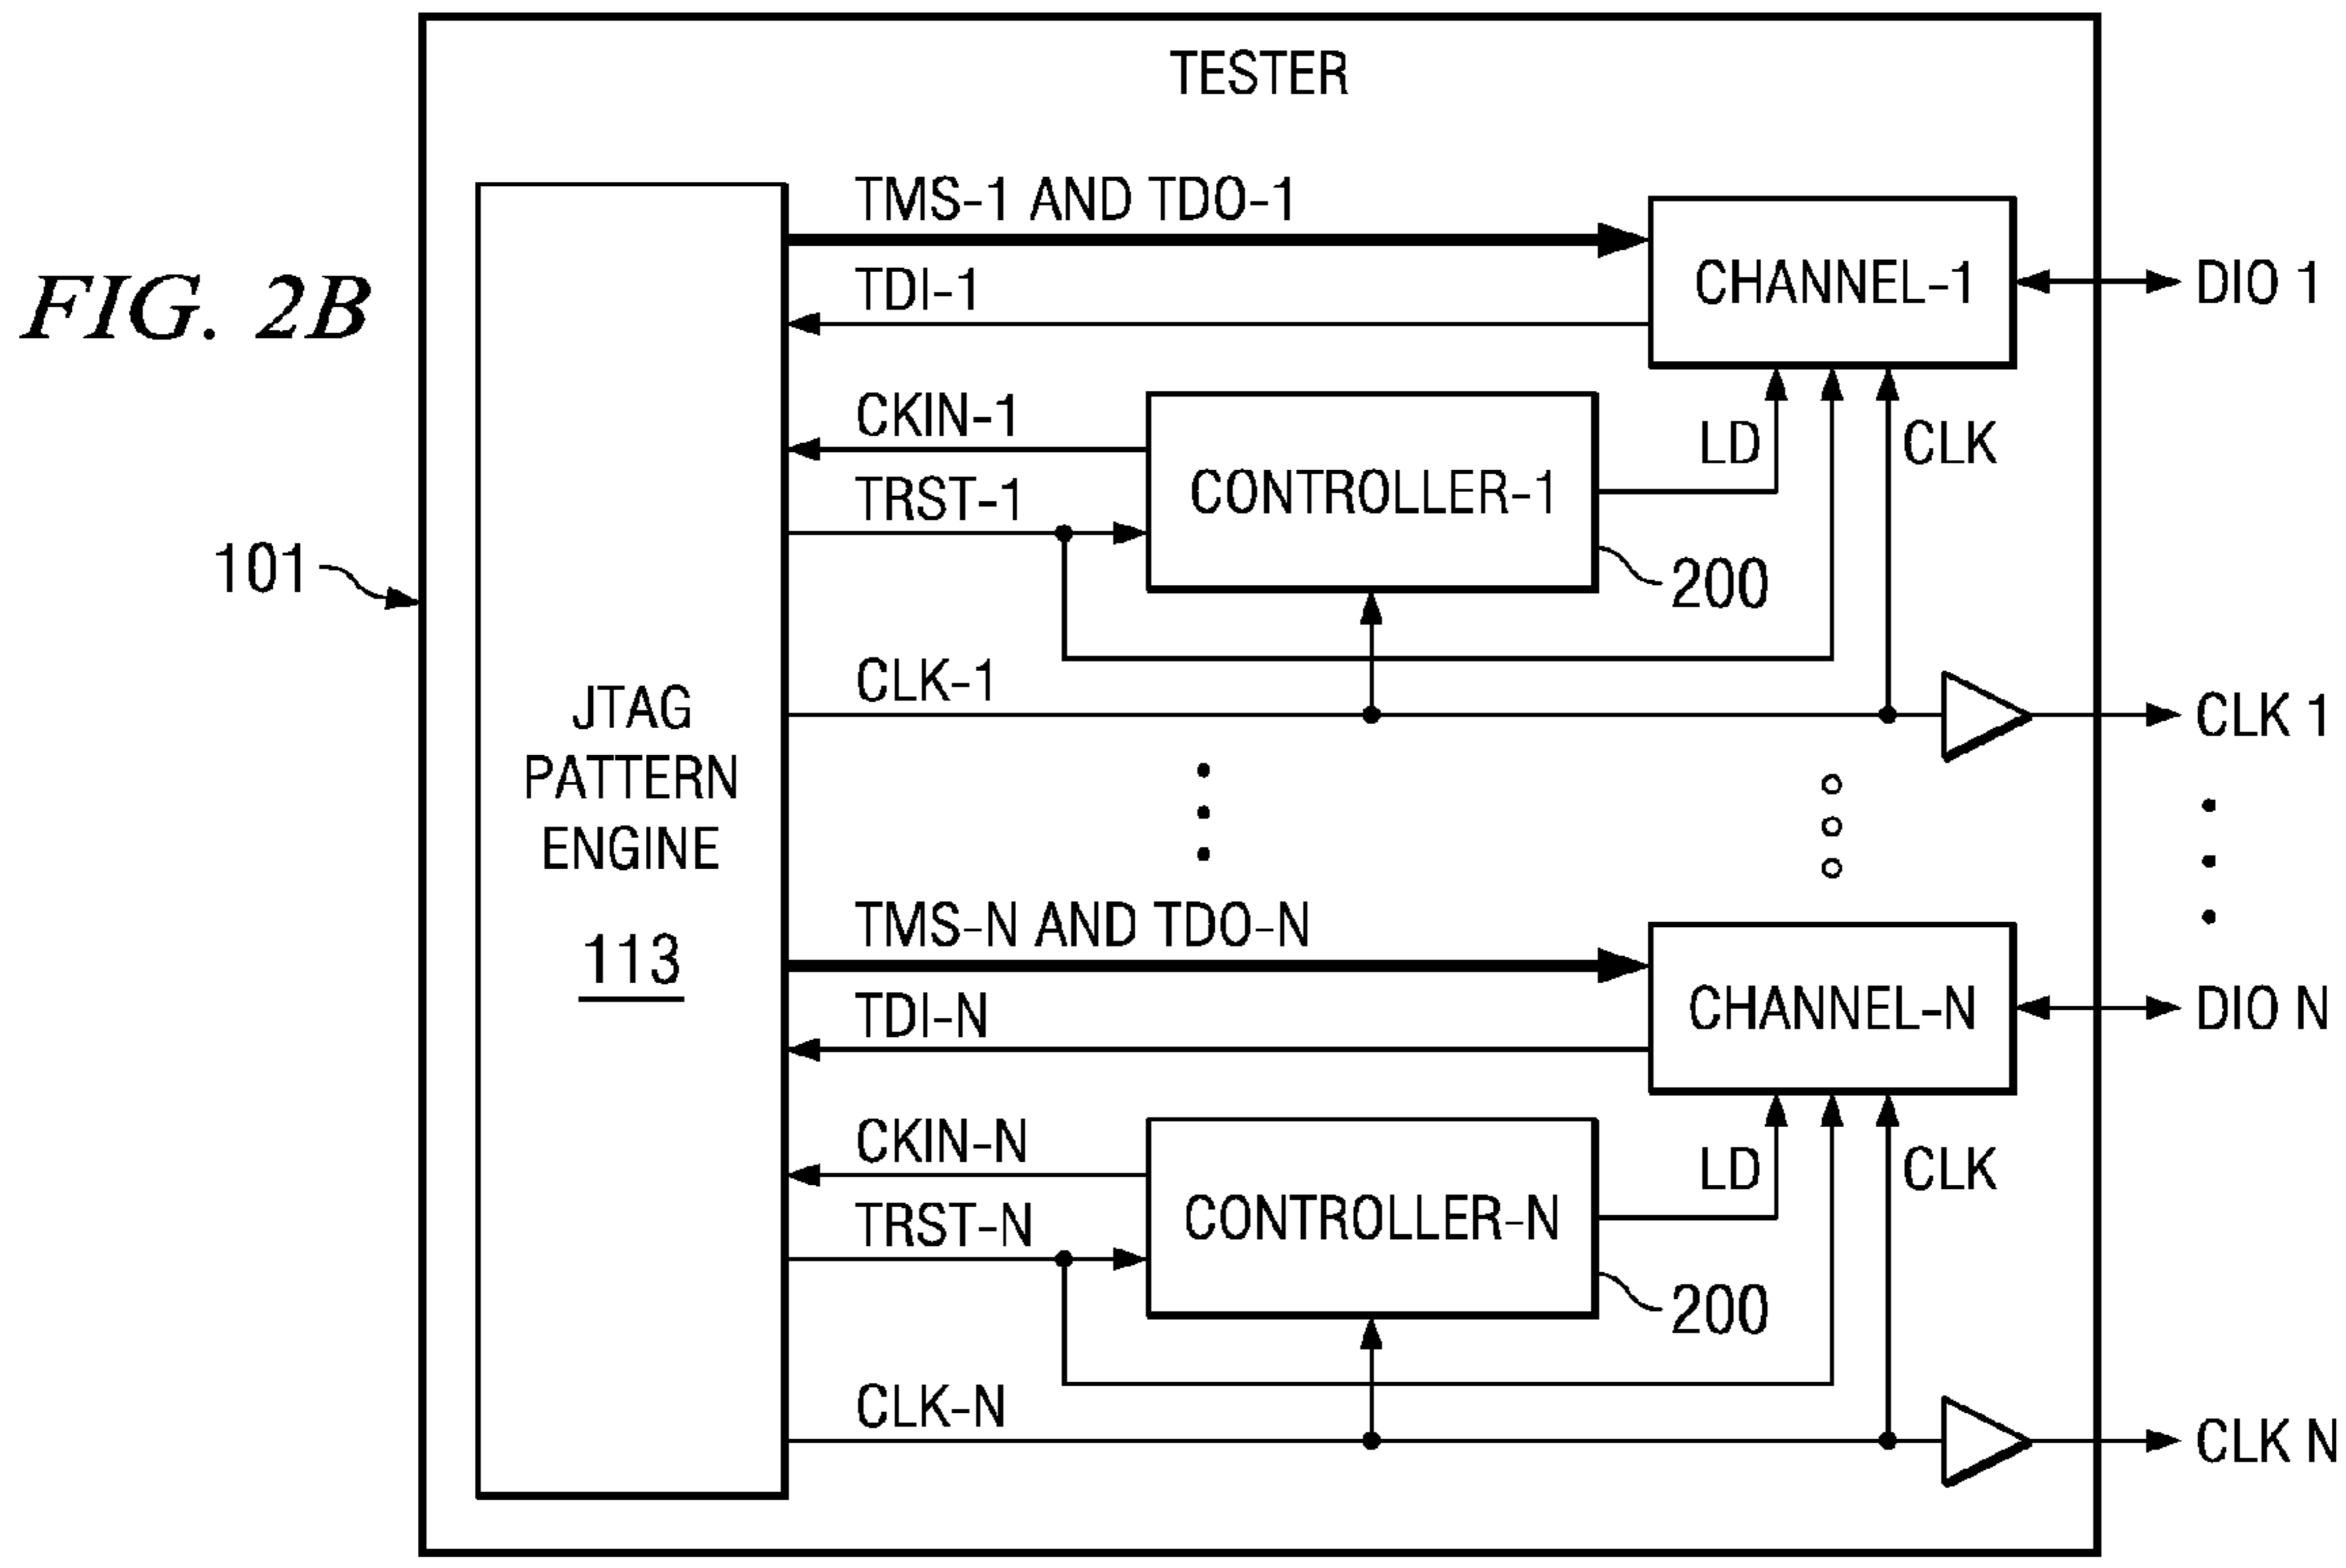 TESTER
FIG. 2B
101
JTAG
PATTERN
ENGINE
113
TMS-1 AND TDO-1
TDI-1
CHANNEL-1
DIO 1
CKIN-1
TRST-1
CONTROLLER-1
200
LD
CLK
CLK-1
CLK 1
TMS-N AND TDO-N
TDI-N
CHANNEL-N
DIO N
CKIN-N
TRST-N
CONTROLLER-N
200
LD
CLK
CLK-N
CLK N